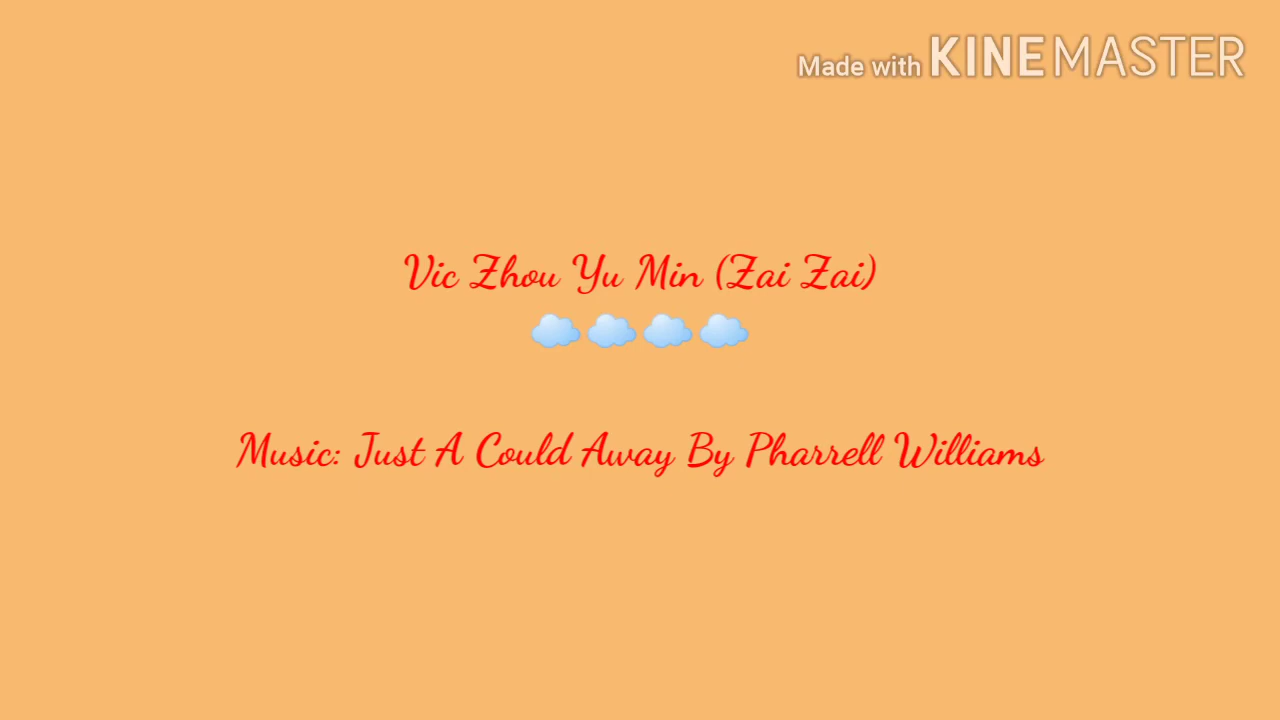 Made with KINEMASTER
Vic Zhou Yu Min (Zai Zai)
☁️☁️☁️☁️
Music: Just A Could Away By Pharrell Williams